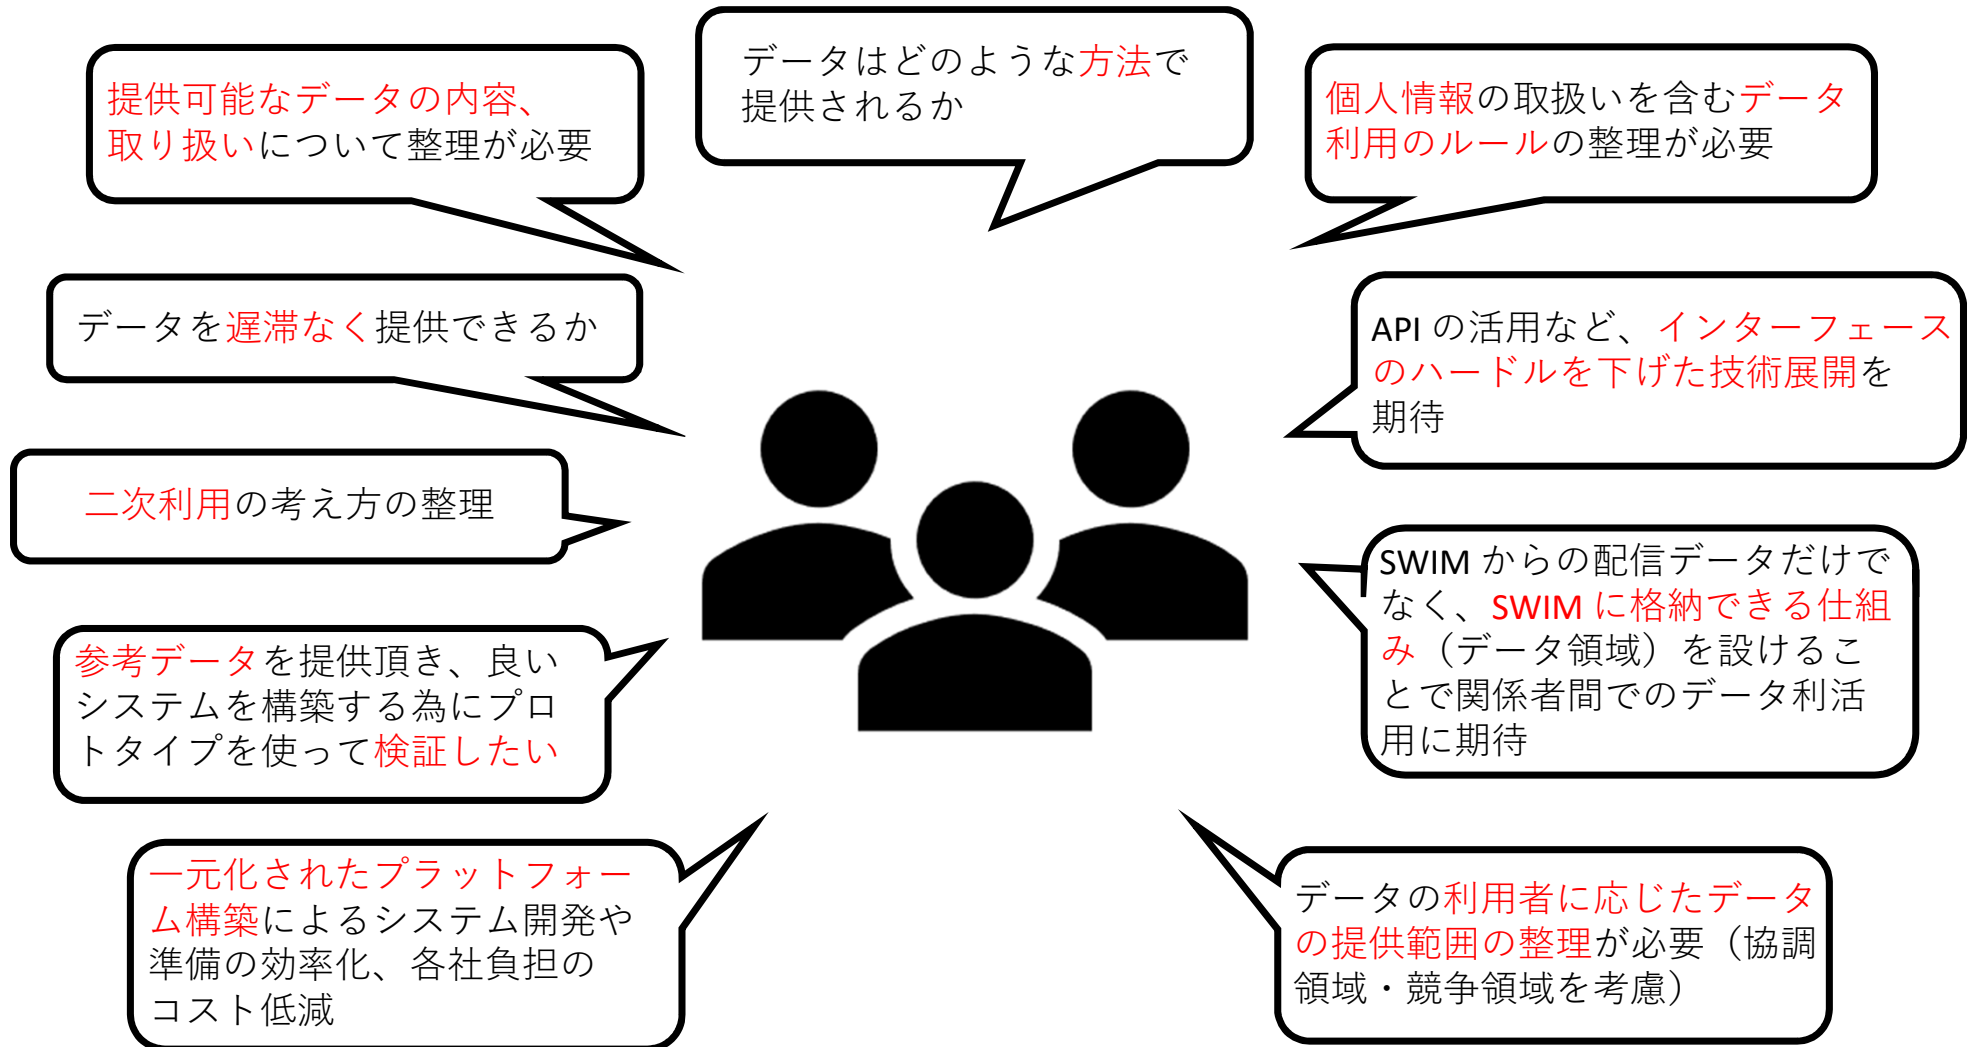 データはどのような方法で
提供されるか
提供可能なデータの内容、
取り扱いについて整理が必要
個人情報の取扱いを含むデータ
利用のルールの整理が必要
データを遅滞なく提供できるか
API の活用など、インターフェース
のハードルを下げた技術展開を
期待
二次利用の考え方の整理
SWIM からの配信データだけで
なく、SWIM に格納できる仕組
み（データ領域）を設けるこ
とで関係者間でのデータ利活
用に期待
参考データを提供頂き、良い
システムを構築する為にプロ
トタイプを使って検証したい
一元化されたプラットフォー
ム構築によるシステム開発や
準備の効率化、各社負担の
コスト低減
データの利用者に応じたデータ
の提供範囲の整理が必要（協調
領域・競争領域を考慮）